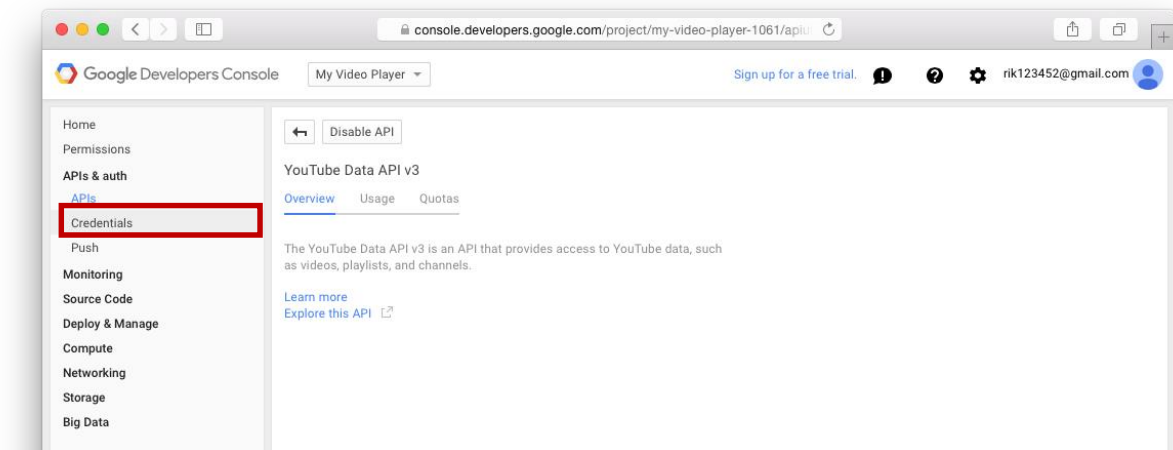 console.developers.google.com/project/my-video-player-1061/apiu
Google Developers Console
My Video Player
Sign up for a free trial.
rik123452@gmail.com
Home
Permissions
APIs & auth
APIs
Credentials
Push
Monitoring
Source Code
Deploy & Manage
Compute
Networking
Storage
Big Data
Disable API
YouTube Data API v3
Overview Usage Quotas
The YouTube Data API v3 is an API that provides access to YouTube data, such
as videos, playlists, and channels.
Learn more
Explore this API